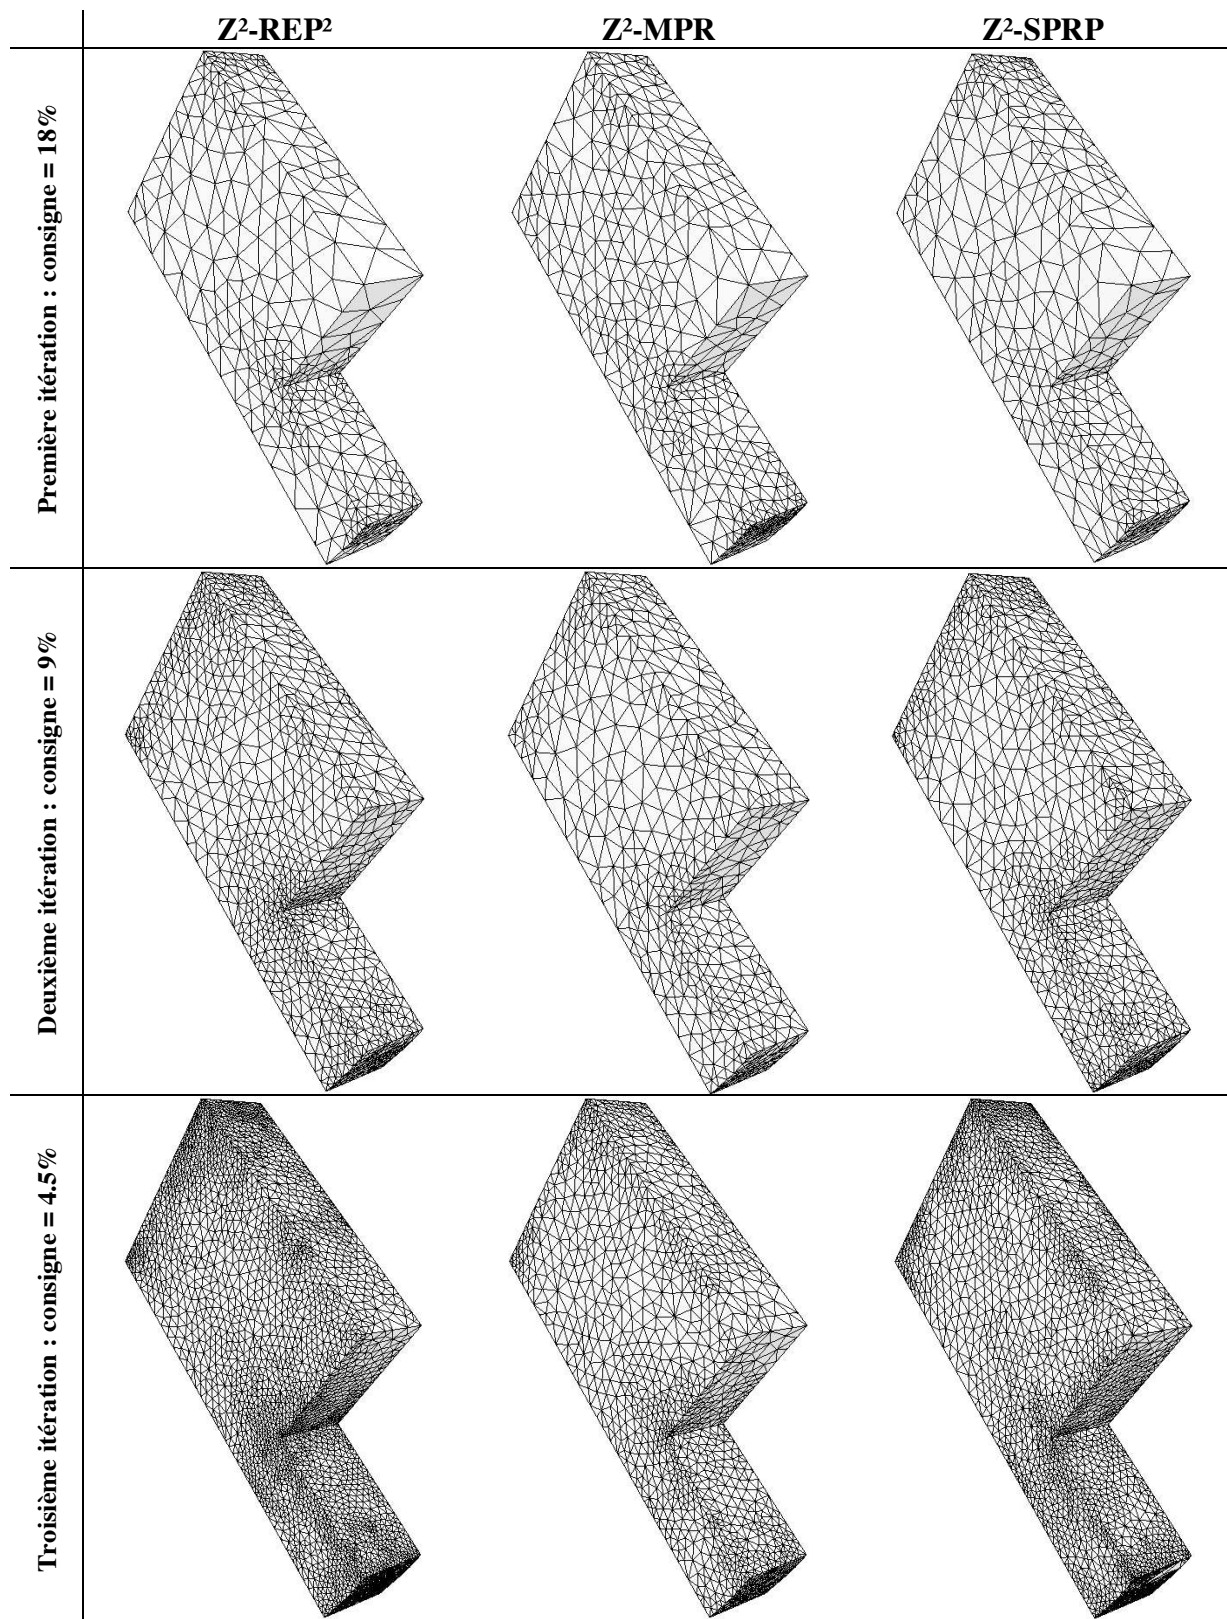 Z²-REP²
Z²-MPR
Z²-SPRP
Première itération : consigne = 18%
Deuxième itération : consigne = 9%
Troisième itération : consigne = 4.5%